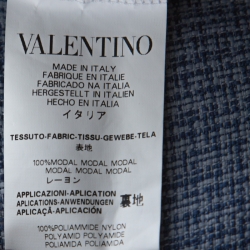 VALENTINO
MADE IN ITALY
FABRIQUE EN ITALIE
FABRICADO NA ITALIA
HERGESTELLT IN ITALIEN
HECHO EN ITALIA
イタリア
TESSUTO-FABRIC-TISSU-GEWEBE-TELA
表地
100%MODAL MODAL MODAL
MODAL MODAL MODAL
レーヨン
APPLICAZIONI-APLICATION
APLICATIONS-ANWENDUNGEN 裏地
APLICAÇÃ-APLICACIÓN
100%POLIAMMIDE NYLON
POLYAMID POLYAMIDE
POLIAMIDA POLIAMIDA